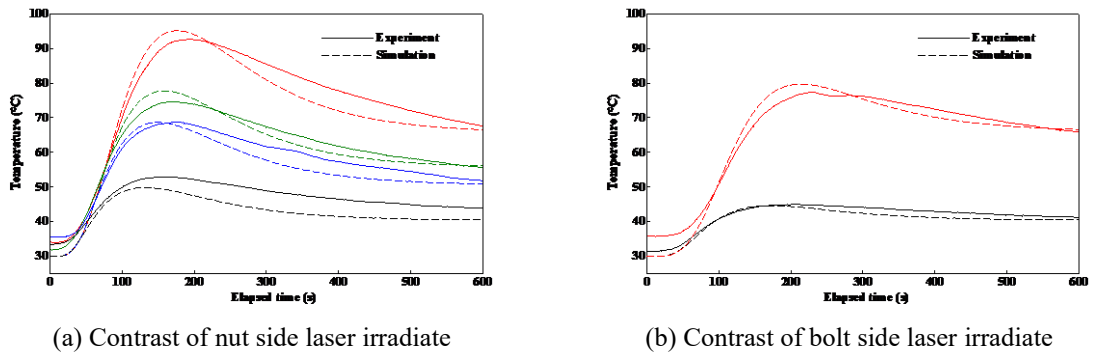 100
90
80
70
60
50
40
30
Temperature (°C)
Experiment
Simulation
0 100 200 300 400 500 600
Elapsed time (s)
(a) Contrast of nut side laser irradiate
100
90
80
70
60
50
40
30
Temperature (°C)
Experiment
Simulation
0 100 200 300 400 500 600
Elapsed time (s)
(b) Contrast of bolt side laser irradiate